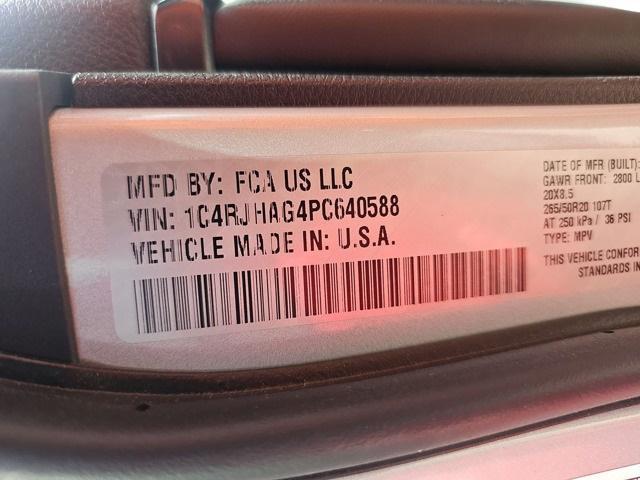 MFD BY: FCA US LLC
VIN: 1C4RJHAG4PC640588
VEHICLE MADE IN: U.S.A.
DATE OF MFR (BUILT):
GAWR FRONT: 2800 L
20X8.5
265/50R20 107T
AT 250 kPa / 36 PSI
TYPE: MPV
THIS VEHICLE CONFOR
STANDARDS IN